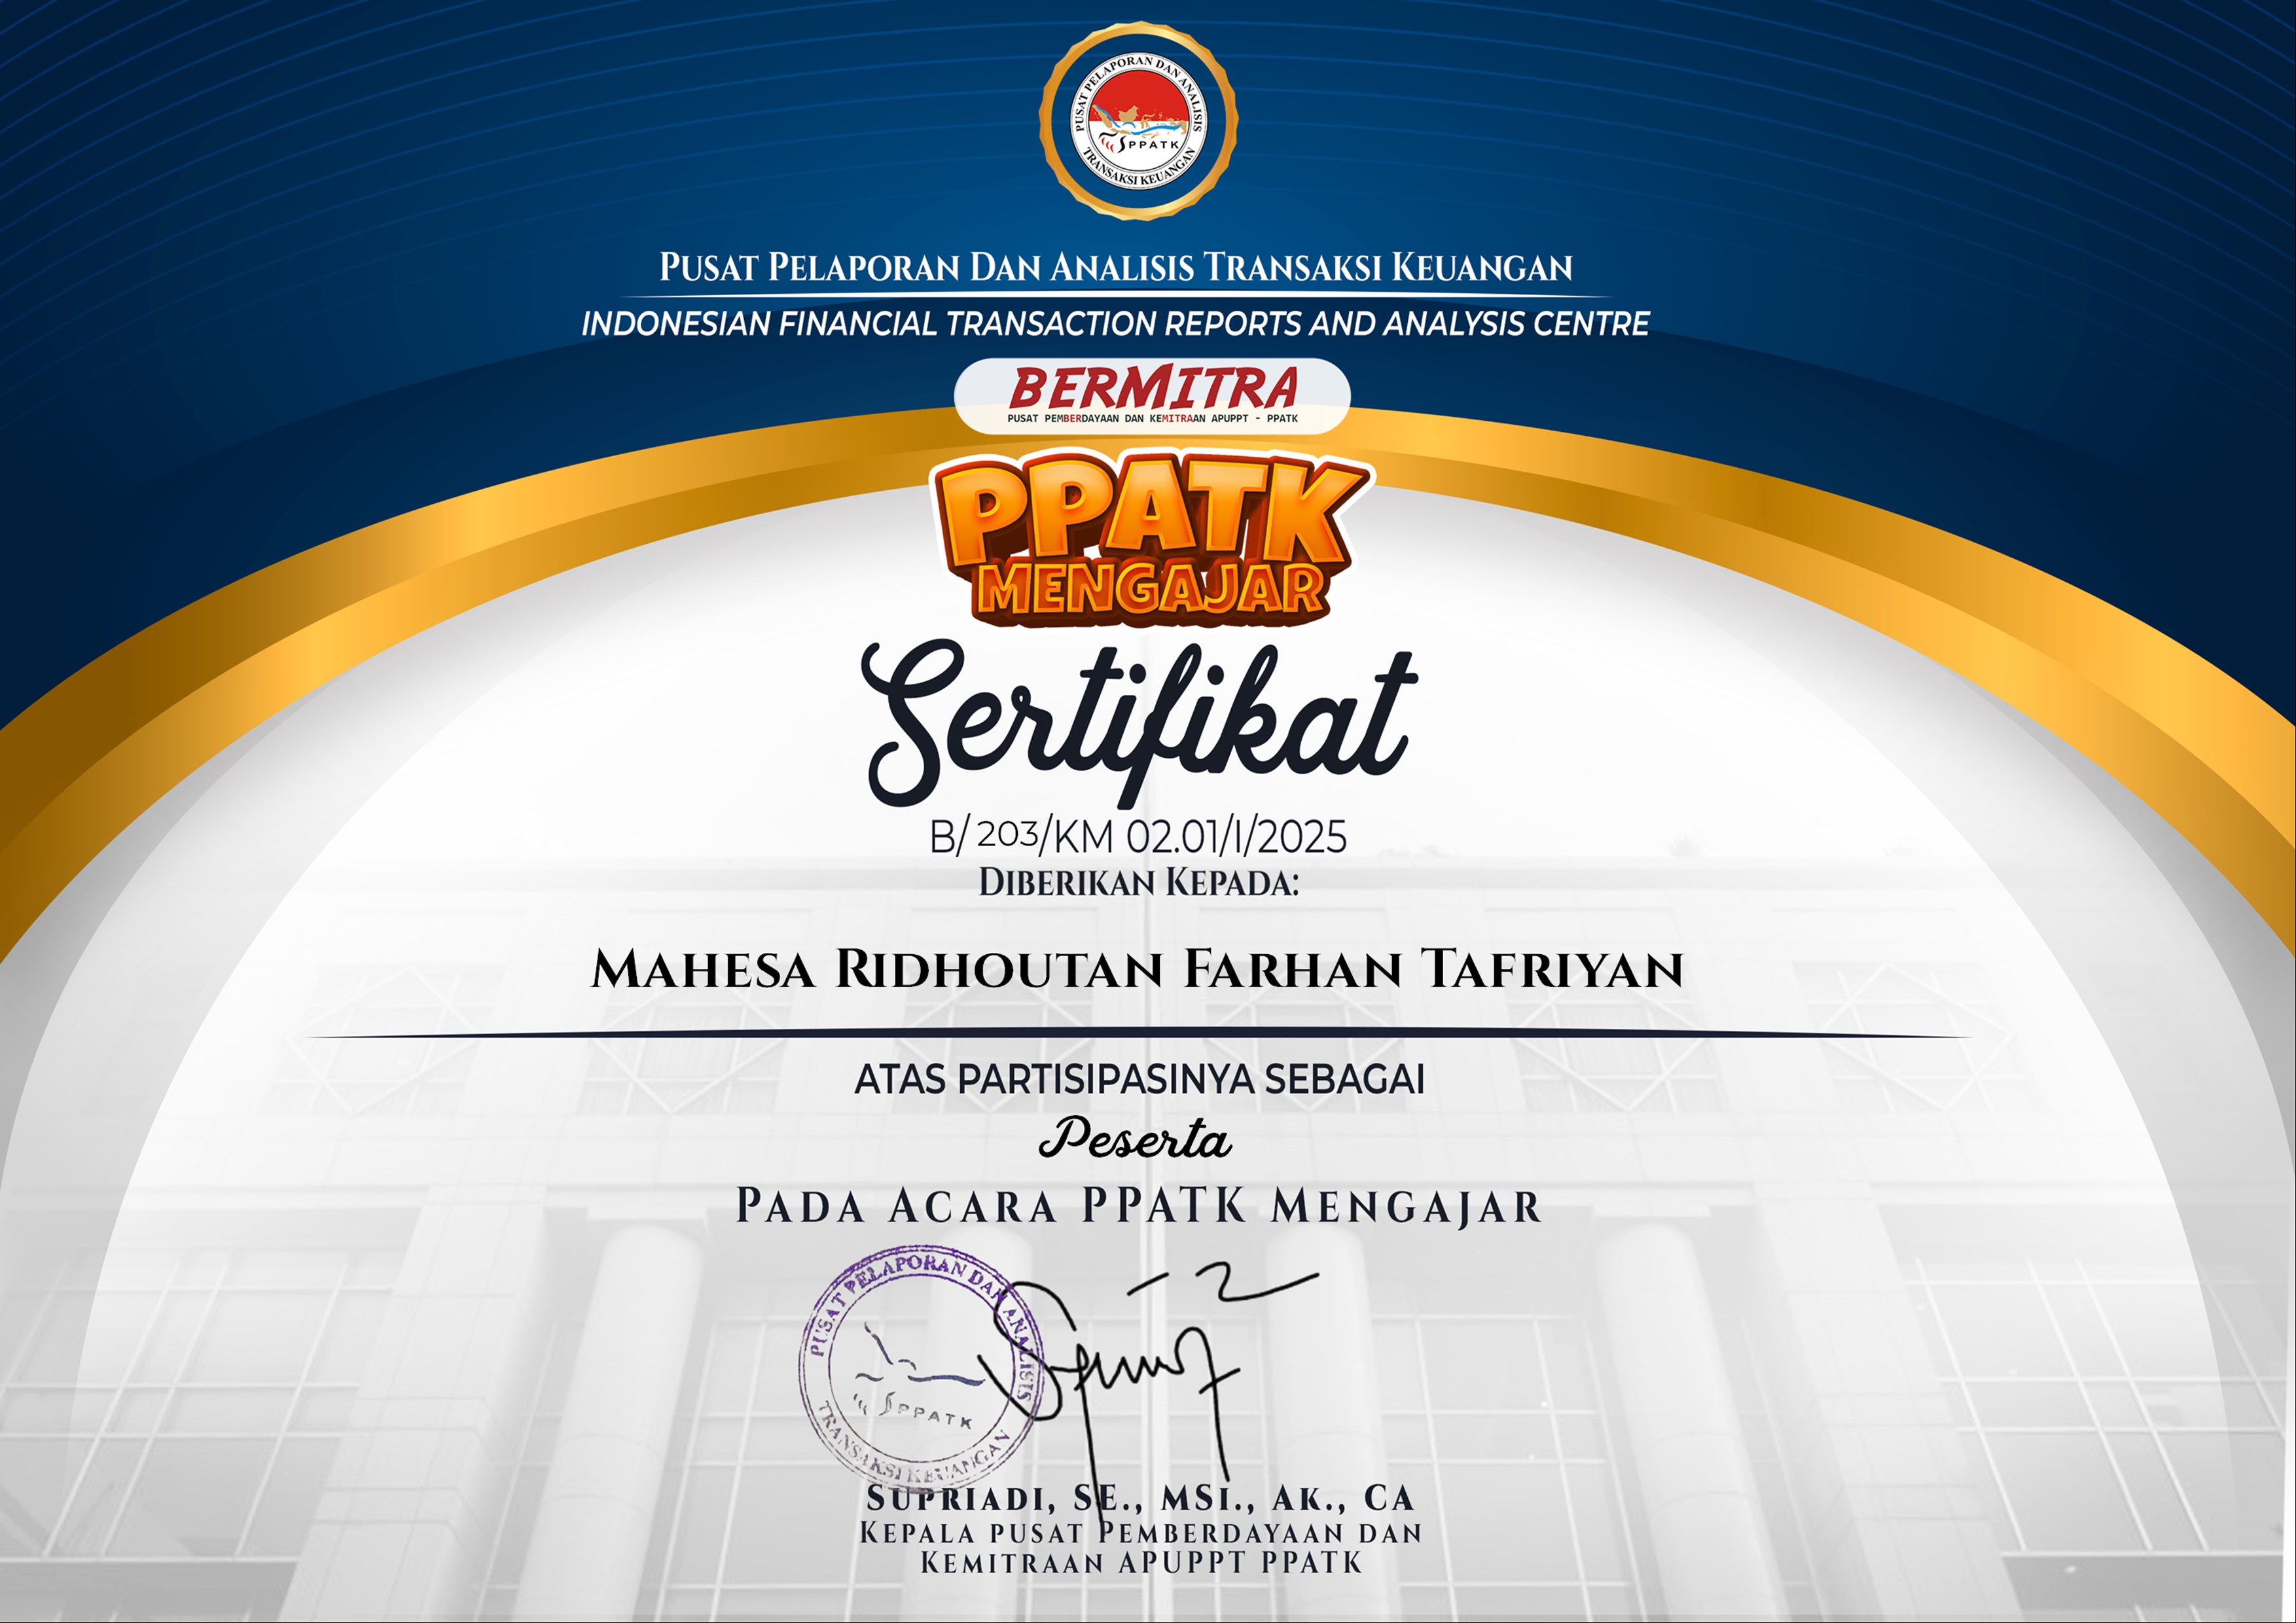 PUSAT PELAPORAN DAN ANALISIS
TRANSAKSI KEUANGAN
PPATK
PUSAT PELAPORAN DAN ANALISIS TRANSAKSI KEUANGAN
INDONESIAN FINANCIAL TRANSACTION REPORTS AND ANALYSIS CENTRE
BERMITRA
PUSAT PEMBERDAYAAN DAN KEMITRAAN APUPPT - PPATK
PPATK
MENGAJAR
Sertifikat
B/ 203/KM 02.01/I/2025
DIBERIKAN KEPADA:
MAHESA RIDHOUTAN FARHAN TAFRIYAN
ATAS PARTISIPASINYA SEBAGAI
Peserta
PADA ACARA PPATK MENGAJAR
PUSAT PELAPORAN DAN ANALISIS
TRANSAKSI KEUANGAN
PPATK
SUPRIADI, SE., MSI., AK., CA
KEPALA PUSAT PEMBERDAYAAN DAN
KEMITRAAN APUPPT PPATK